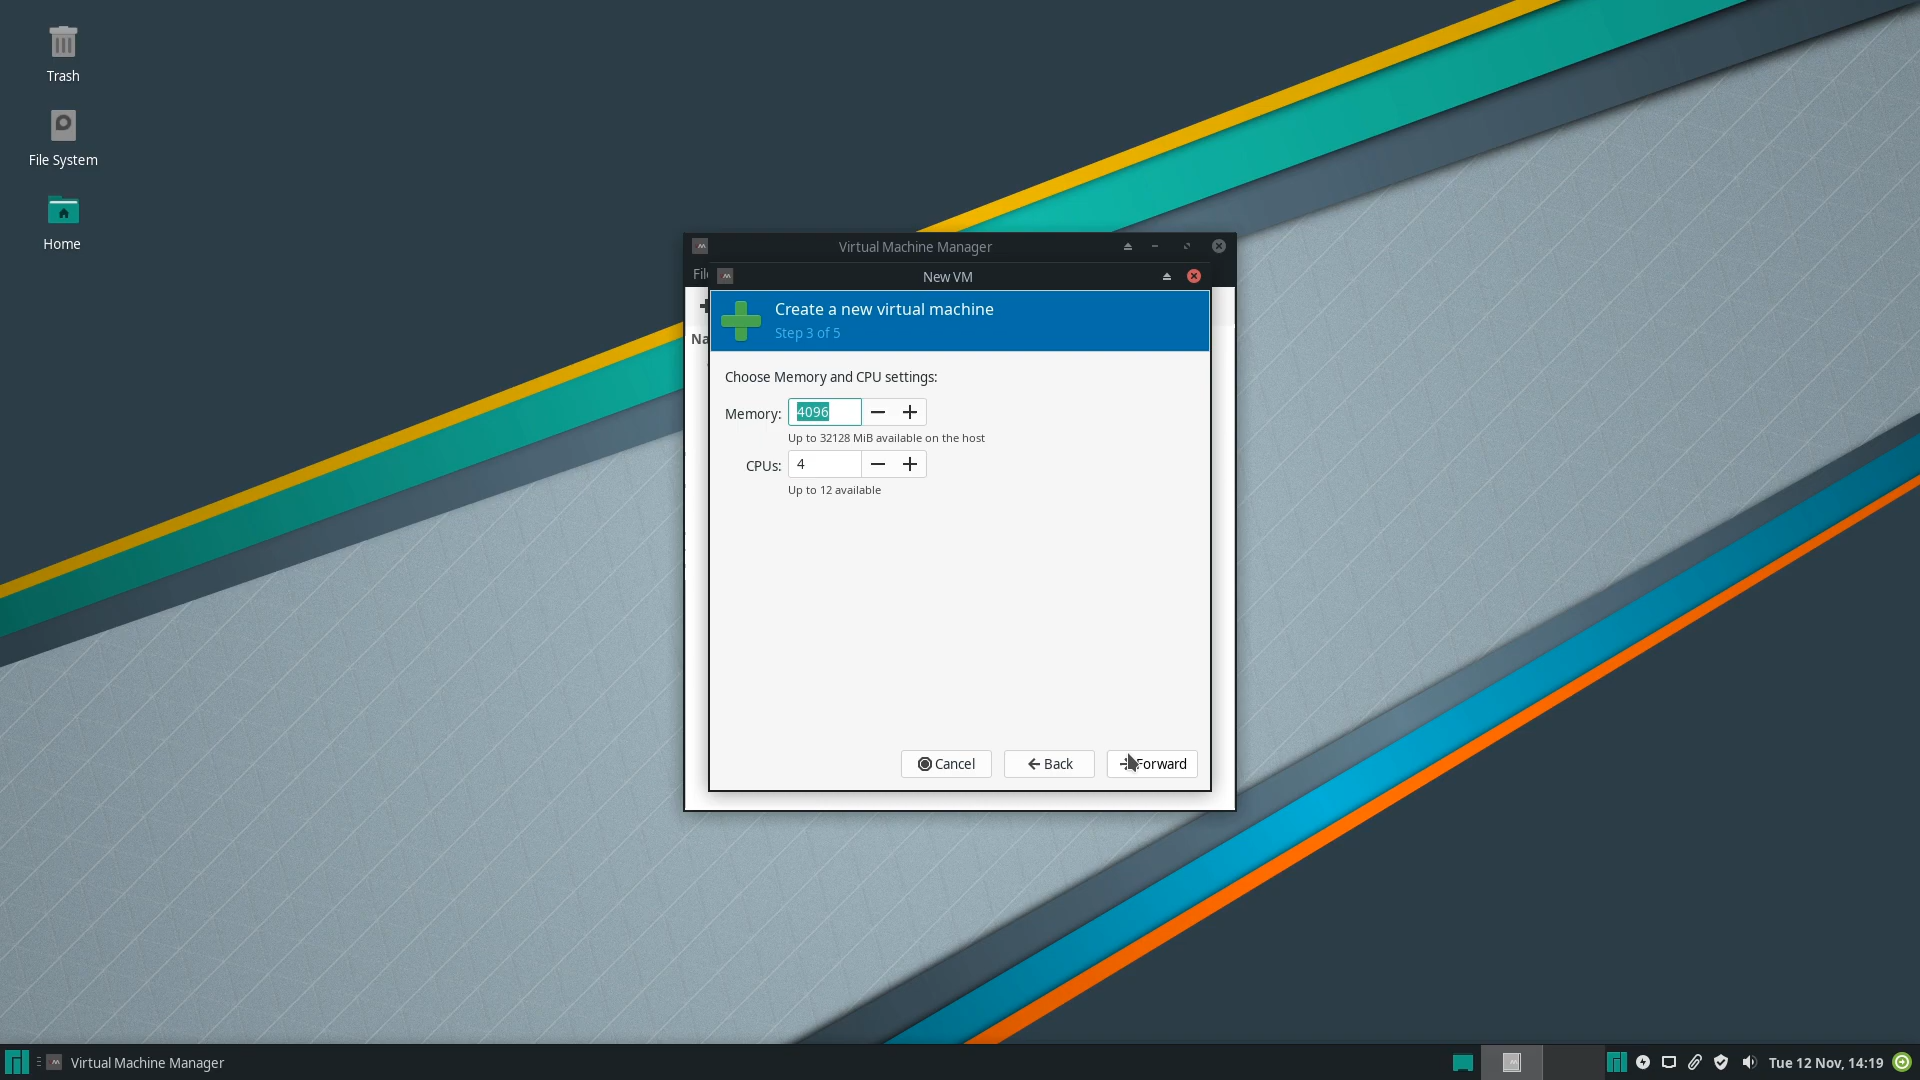 Trash
File System
Home
Virtual Machine Manager
New VM
Create a new virtual machine
Step 3 of 5
Choose Memory and CPU settings:
Memory: 4096
Up to 32128 MiB available on the host
CPUs: 4
Up to 12 available
Cancel Back Forward
Virtual Machine Manager
Tue 12 Nov, 14:19